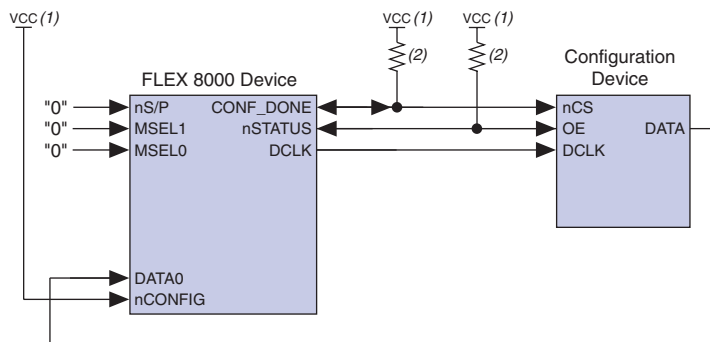 VCC (1)
VCC (1)
VCC (1)
(2)
(2)
FLEX 8000 Device
Configuration
Device
"0"
nS/P
CONF_DONE
nCS
"0"
MSEL1
nSTATUS
OE
DATA
"0"
MSEL0
DCLK
DCLK
DATA0
nCONFIG